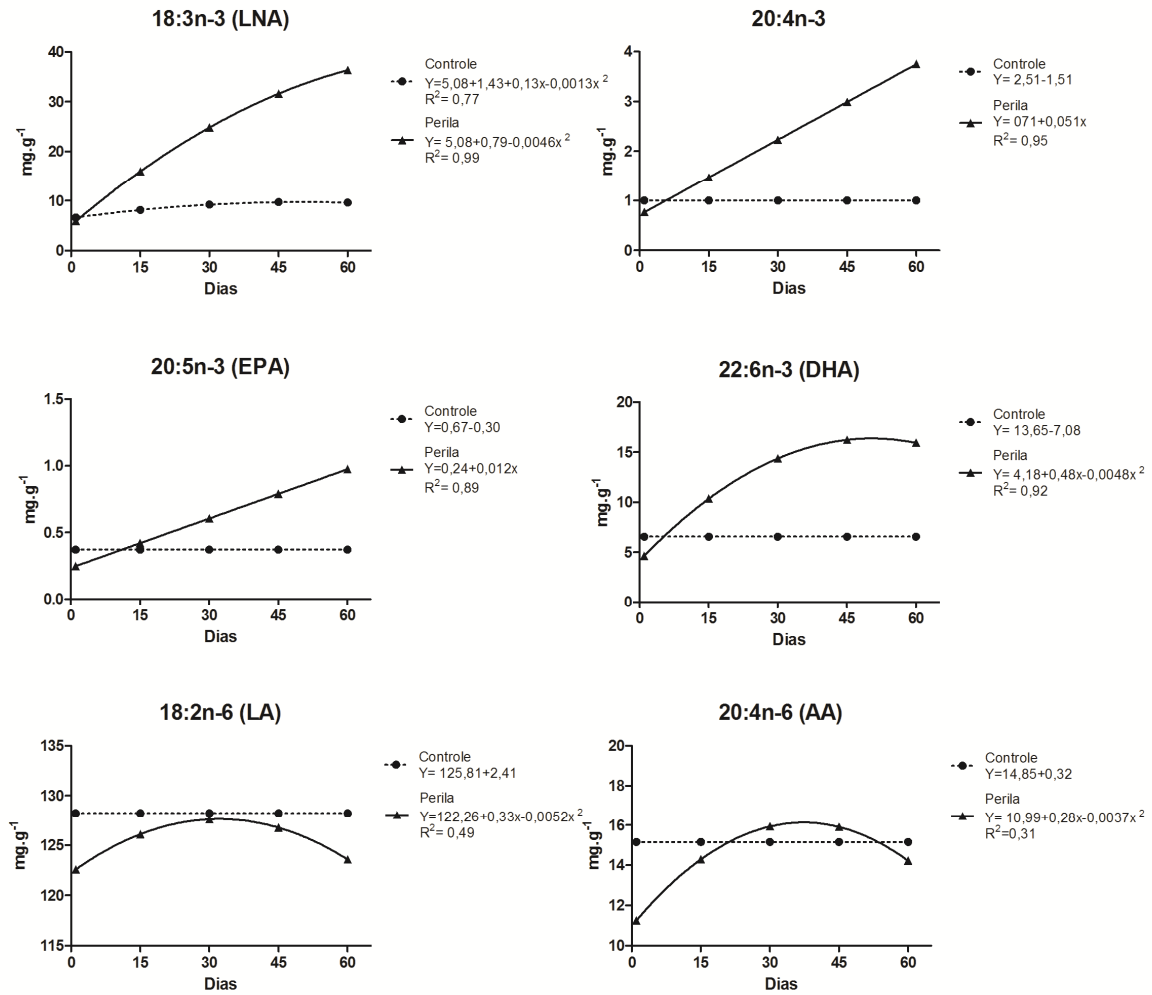 18:3n-3 (LNA)
40
30
20
10
0
mg.g-1
0 15 30 45 60
Dias
Controle
Y=5,08+1,43+0,13x-0,0013x 2
R2= 0,77
Perila
Y= 5,08+0,79-0,0046x 2
R2= 0,99
20:4n-3
4
3
2
1
0
mg.g-1
0 15 30 45 60
Dias
Controle
Y= 2,51-1,51
Perila
Y= 071+0,051x
R2= 0,95
20:5n-3 (EPA)
1.5
1.0
0.5
0.0
mg.g-1
0 15 30 45 60
Dias
Controle
Y=0,67-0,30
Perila
Y=0,24+0,012x
R2= 0,89
22:6n-3 (DHA)
20
15
10
5
0
mg.g-1
0 15 30 45 60
Dias
Controle
Y= 13,65-7,08
Perila
Y= 4,18+0,48x-0,0048x 2
R2= 0,92
18:2n-6 (LA)
135
130
125
120
115
mg.g-1
0 15 30 45 60
Dias
Controle
Y= 125,81+2,41
Perila
Y=122,26+0,33x-0,0052x 2
R2= 0,49
20:4n-6 (AA)
20
18
16
14
12
10
mg.g-1
0 15 30 45 60
Dias
Controle
Y=14,85+0,32
Perila
Y= 10,99+0,28x-0,0037x 2
R2=0,31